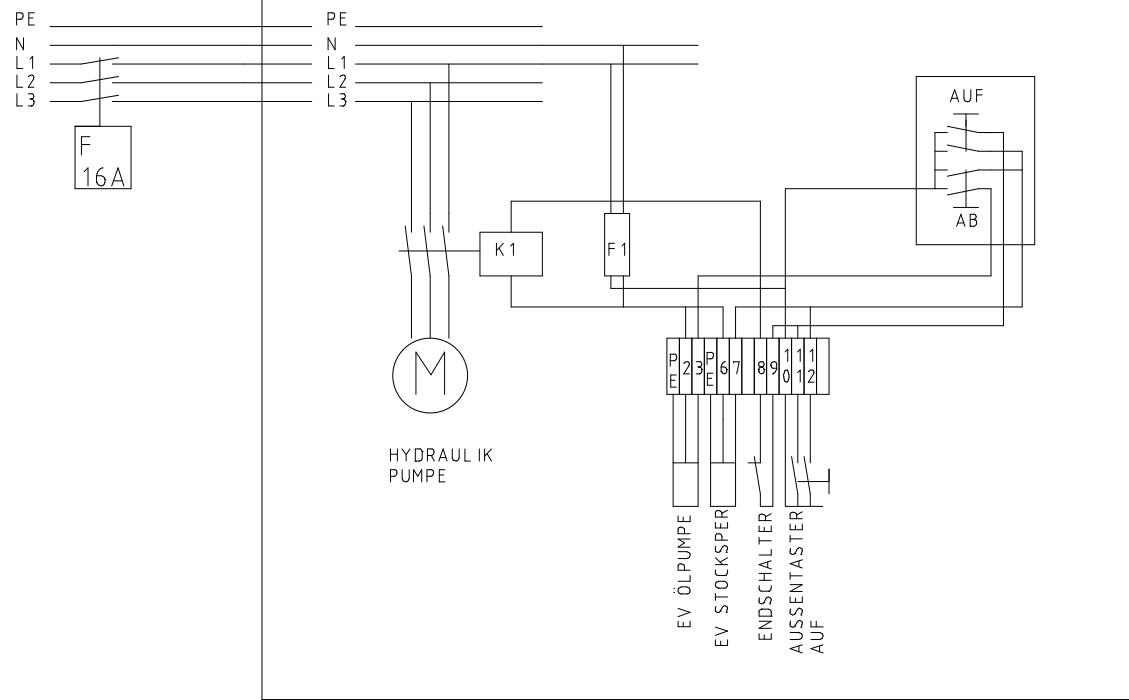 PE
N
L1
L2
L3
F
16A
PE
N
L1
L2
L3
AUF
AB
K1
F1
M
PE 2 3 PE 6 7 8 9 10 11 12
HYDRAULIK
PUMPE
EV ÖLPUMPE
EV STOCKSPER
ENDSCHALTER
AUSSENTASTER
AUF